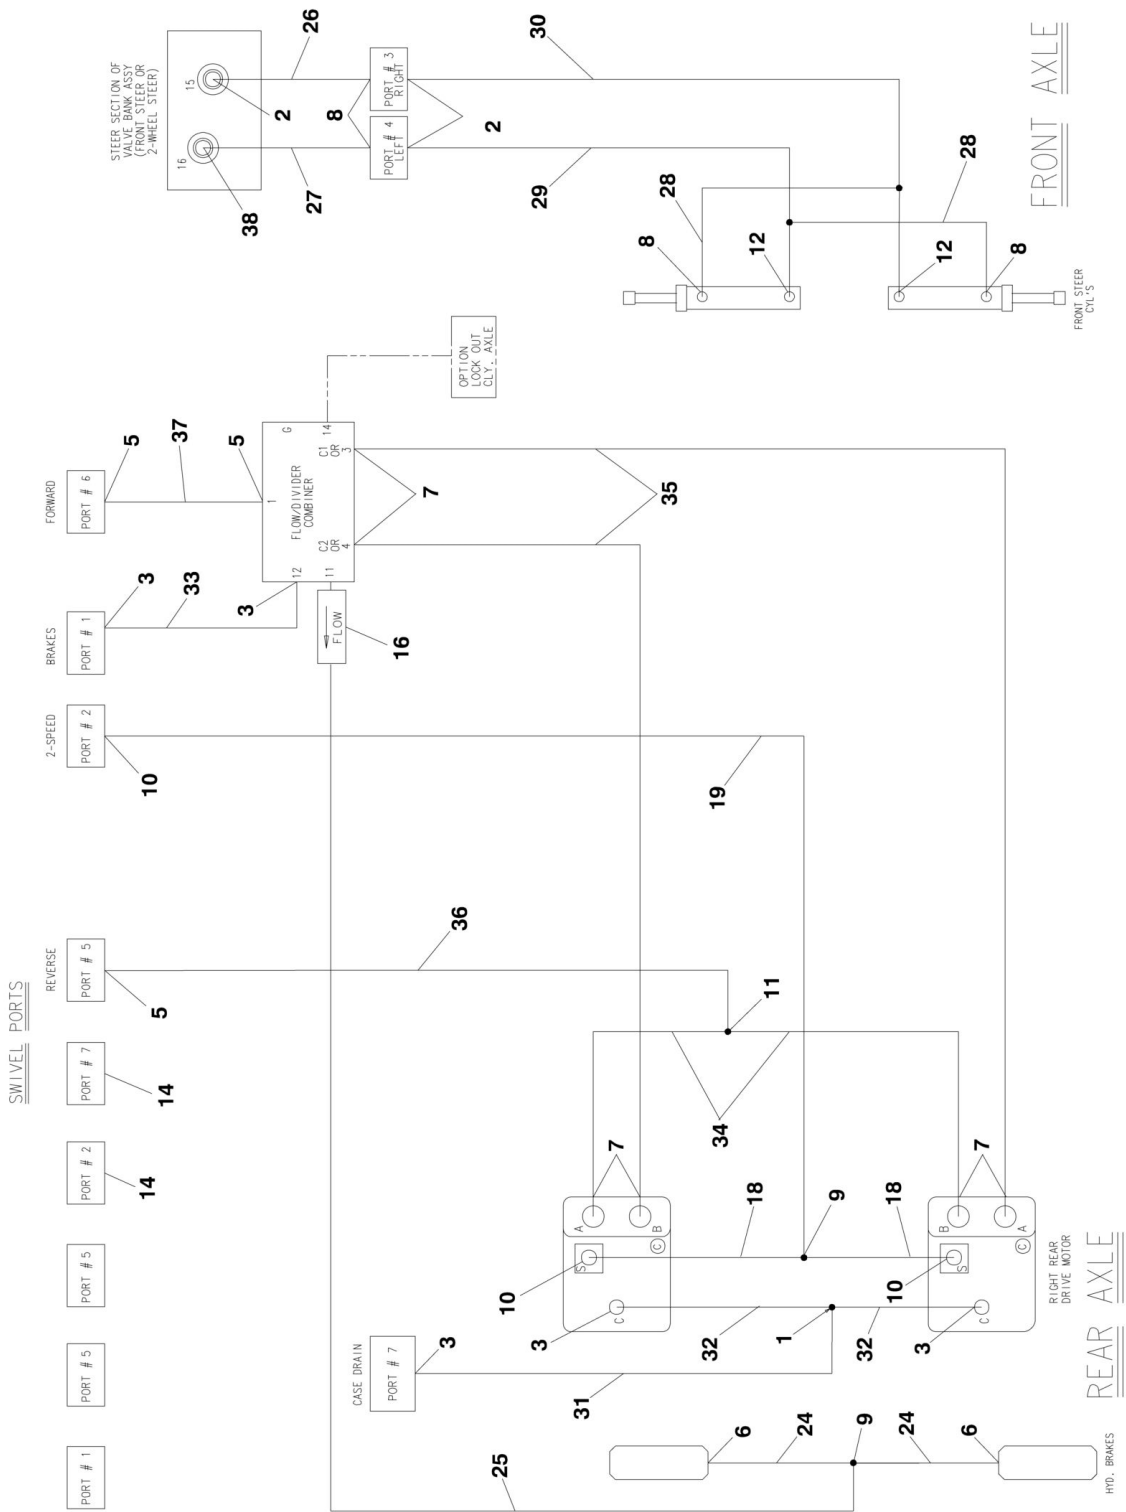 SWIVEL PORTS
PORT # 1
PORT # 5
PORT # 5
PORT # 2
14
PORT # 7
14
REVERSE
PORT # 5
5
36
2-SPEED
PORT # 2
10
19
BRAKES
PORT # 1
3
33
3
FORWARD
PORT # 6
5
37
5
1
G
12
11
14
FLOW/DIVIDER
COMBINER
C2
OR
4
C1
OR
3
FLOW
16
7
35
OPTION
LOCK OUT
CLY. AXLE
STEER SECTION OF
VALVE BANK ASSY
(FRONT STEER OR
2-WHEEL STEER)
16
15
38
2
27
26
8
PORT # 4
LEFT
PORT # 3
RIGHT
2
29
30
28
28
8
12
12
8
FRONT STEER
CYL'S
FRONT AXLE
CASE DRAIN
PORT # 7
3
31
25
11
34
7
A
B
S
C
C
10
3
18
9
18
32
1
32
7
B
A
S
C
C
10
3
RIGHT REAR
DRIVE MOTOR
6
24
9
24
6
HYD. BRAKES
REAR AXLE